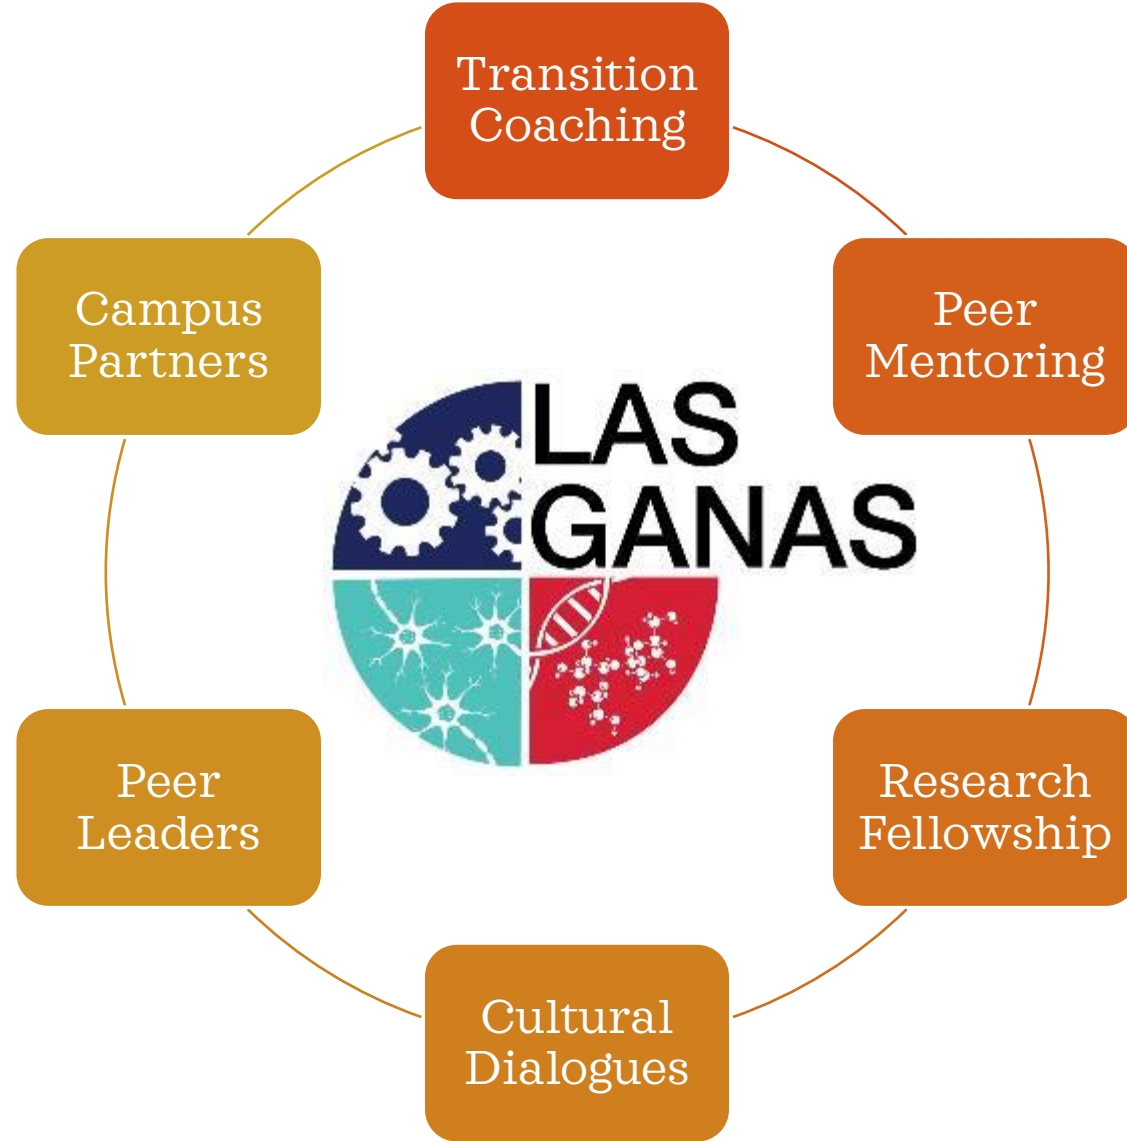 Transition
Coaching
Peer
Mentoring
Research
Fellowship
Cultural
Dialogues
Peer
Leaders
Campus
Partners
LAS
GANAS